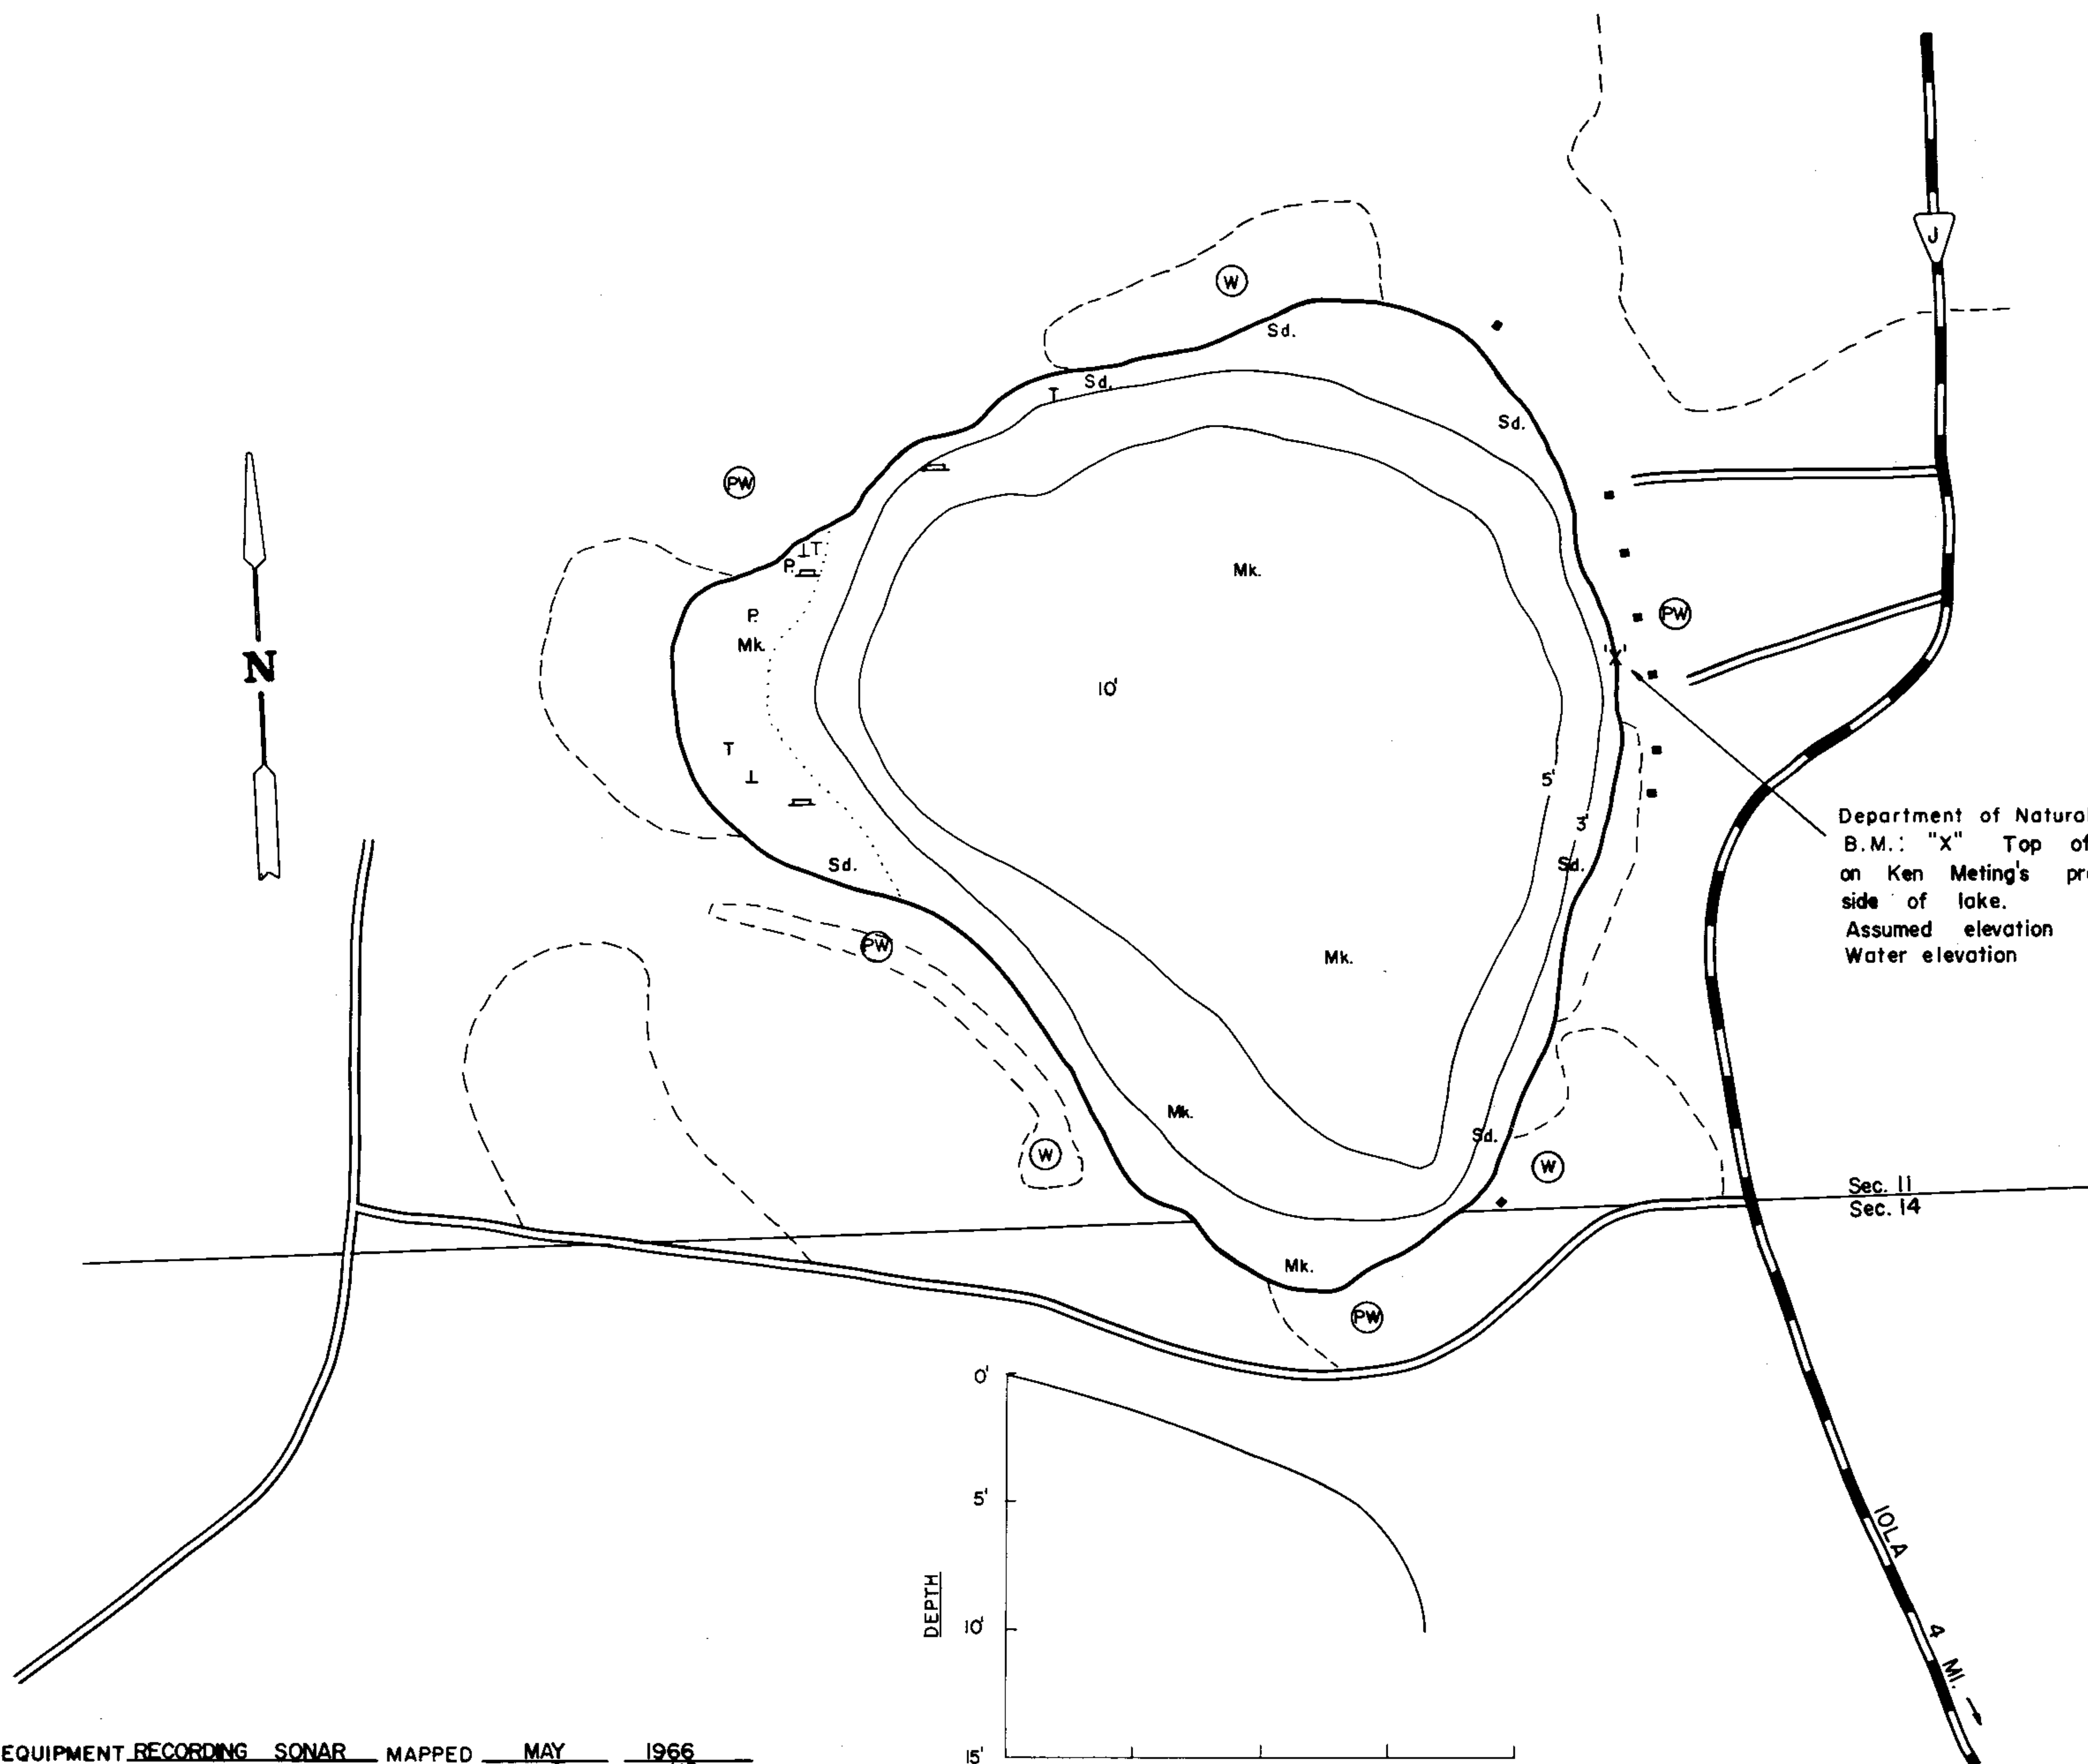 J
W
Sd.
Sd.
T
Sd.
PW
T
P.
Mk.
P.
PW
Mk.
"X"
N
10'
T
5'
3'
Department of Natural
B.M.: "X" Top of
on Ken Meting's
side of lake.
Assumed elevation
Water elevation
Sd.
Sd.
PW
Mk.
Mk.
Sd.
W
W
Sec. 11
Sec. 14
Mk.
PW
0'
5'
10'
15'
DEPTH
IOLA 4 MI.
EQUIPMENT RECORDING SONAR MAPPED MAY 1966